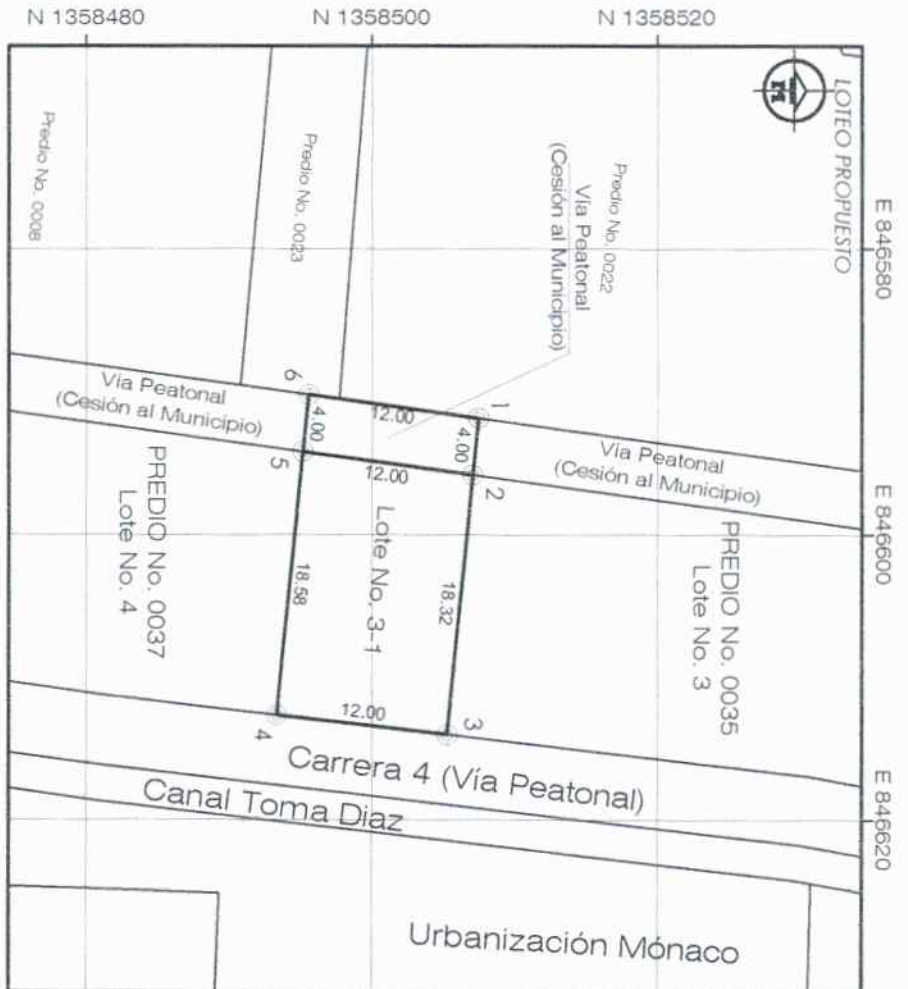 N 1358480
N 1358500
N 1358520
LOTEO PROPUESTO
E 846580
E 846600
E 846620
Predio No. 0008
Predio No. 0023
Predio No. 0022
Vía Peatonal
(Cesión al Municipio)
Vía Peatonal
(Cesión al Municipio)
Vía Peatonal
(Cesión al Municipio)
6
1
12.00
4.00
4.00
5
2
12.00
PREDIO No. 0037
Lote No. 4
Lote No. 3-1
PREDIO No. 0035
Lote No. 3
18.58
18.32
12.00
4
3
Carrera 4 (Vía Peatonal)
Canal Toma Diaz
Urbanización Mónaco